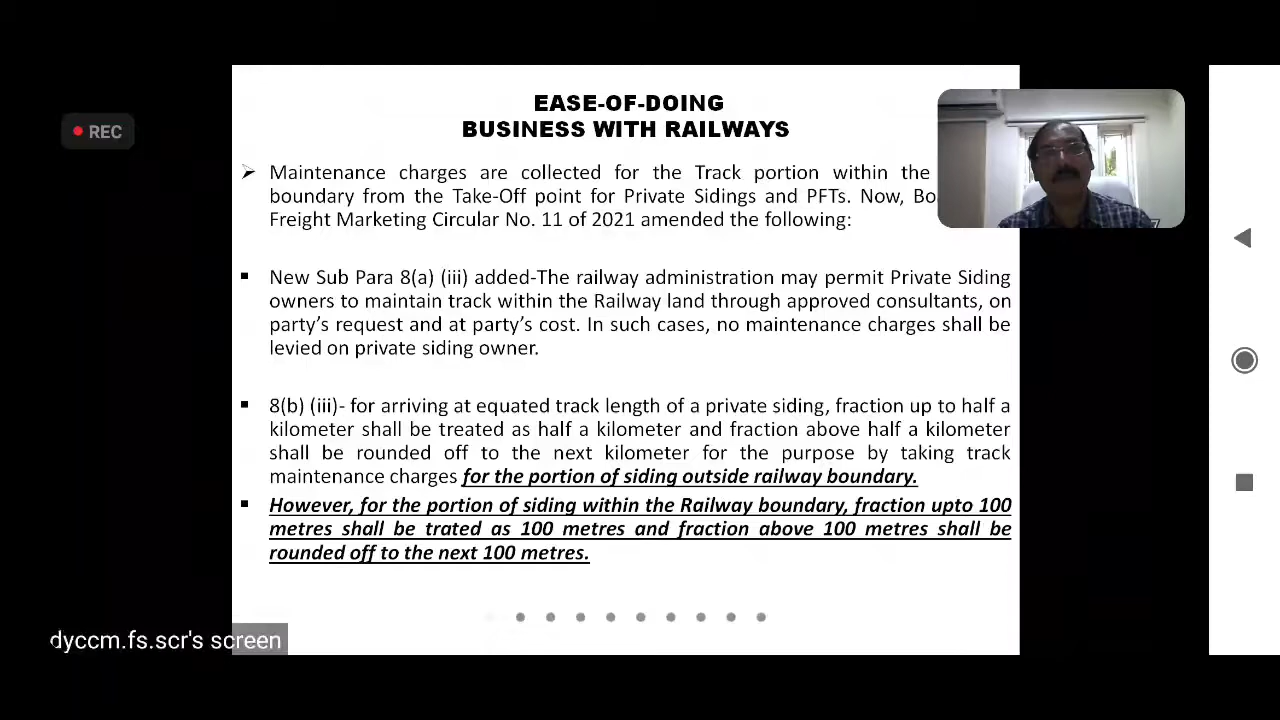 EASE-OF-DOING
BUSINESS WITH RAILWAYS
REC
➢ Maintenance charges are collected for the Track portion within the
boundary from the Take-Off point for Private Sidings and PFTs. Now,
Freight Marketing Circular No. 11 of 2021 amended the following:
▪ New Sub Para 8(a) (iii) added-The railway administration may permit Private Siding
owners to maintain track within the Railway land through approved consultants, on
party's request and at party's cost. In such cases, no maintenance charges shall be
levied on private siding owner.
▪ 8(b) (iii)- for arriving at equated track length of a private siding, fraction up to half a
kilometer shall be treated as half a kilometer and fraction above half a kilometer
shall be rounded off to the next kilometer for the purpose by taking track
maintenance charges for the portion of siding outside railway boundary.
▪ However, for the portion of siding within the Railway boundary, fraction upto 100
metres shall be trated as 100 metres and fraction above 100 metres shall be
rounded off to the next 100 metres.
dyccm.fs.scr's screen